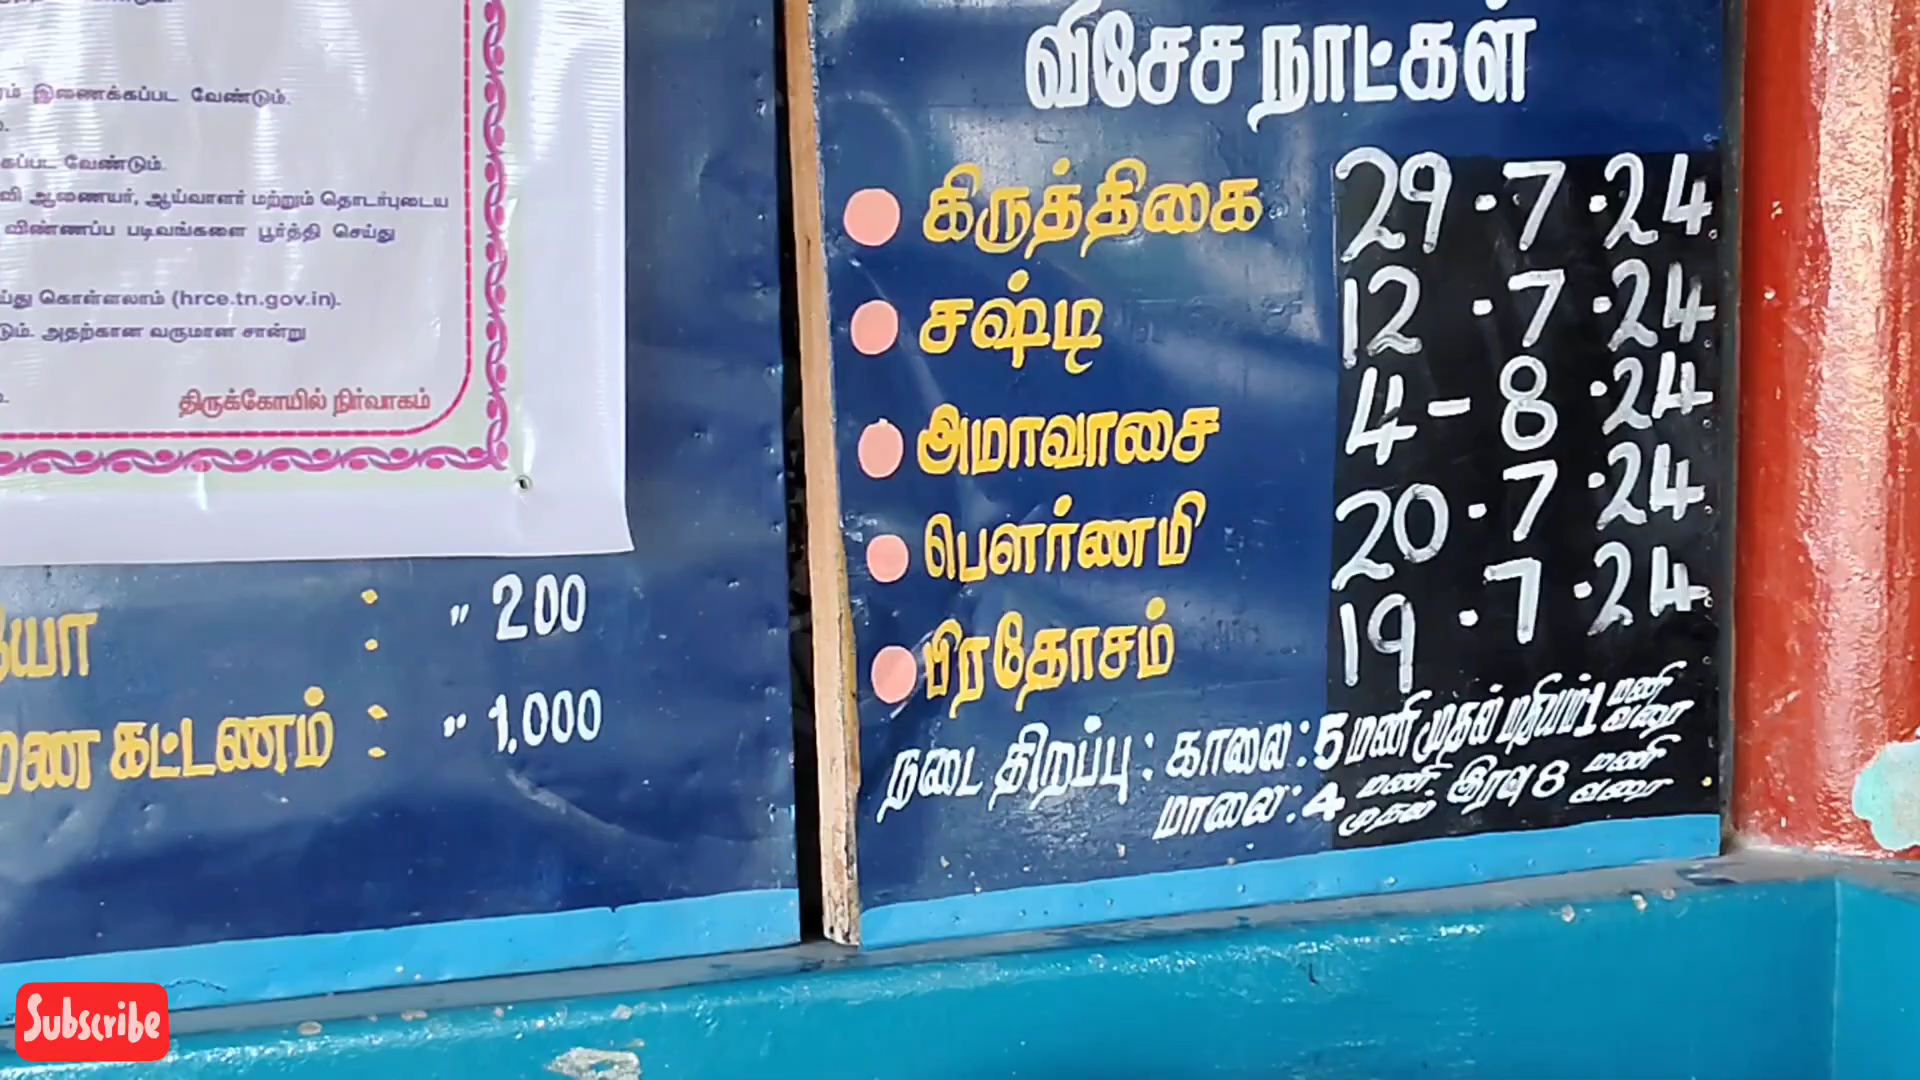 இணைக்கப்பட வேண்டும்.
வேண்டும்.
ஆணையர், ஆய்வாளர் மற்றும் தொடர்புடைய
விண்ணப்ப படிவங்களை பூர்த்தி செய்து
கொள்ளலாம் (hrce.tn.gov.in).
அதற்கான வருமான சான்று
திருக்கோயில் நிர்வாகம்
: " 200
கட்டணம் : " 1,000
விசேச நாட்கள்
கிருத்திகை 29.7.24
சஷ்டி 12.7.24
அமாவாசை 4-8.24
பௌர்ணமி 20.7.24
பிரதோசம் 19.7.24
நடை திறப்பு : காலை : 5 மணி முதல் மதியம் 1 மணி வரை
மாலை : 4 மணி முதல் இரவு 8 மணி வரை
Subscribe